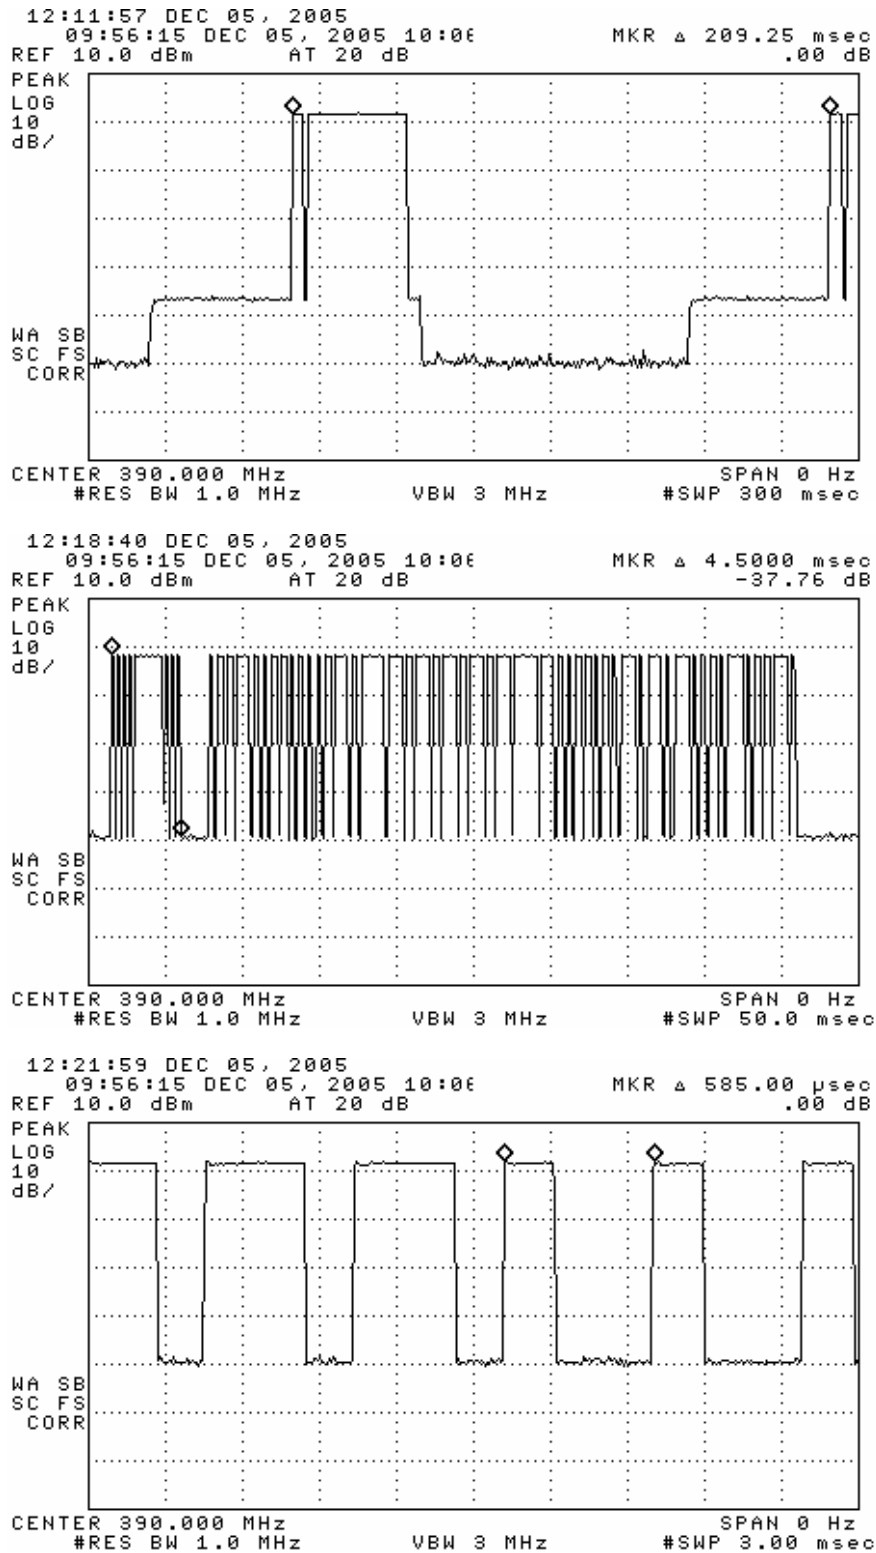 12:11:57 DEC 05, 2005
09:56:15 DEC 05, 2005 10:06 MKR Δ 209.25 msec
REF 10.0 dBm AT 20 dB .00 dB
PEAK
LOG
10
dB/
WA SB
SC FS
CORR
CENTER 390.000 MHz SPAN 0 Hz
#RES BW 1.0 MHz VBW 3 MHz #SWP 300 msec
12:18:40 DEC 05, 2005
09:56:15 DEC 05, 2005 10:06 MKR Δ 4.5000 msec
REF 10.0 dBm AT 20 dB -37.76 dB
PEAK
LOG
10
dB/
WA SB
SC FS
CORR
CENTER 390.000 MHz SPAN 0 Hz
#RES BW 1.0 MHz VBW 3 MHz #SWP 50.0 msec
12:21:59 DEC 05, 2005
09:56:15 DEC 05, 2005 10:06 MKR Δ 585.00 µsec
REF 10.0 dBm AT 20 dB .00 dB
PEAK
LOG
10
dB/
WA SB
SC FS
CORR
CENTER 390.000 MHz SPAN 0 Hz
#RES BW 1.0 MHz VBW 3 MHz #SWP 3.00 msec